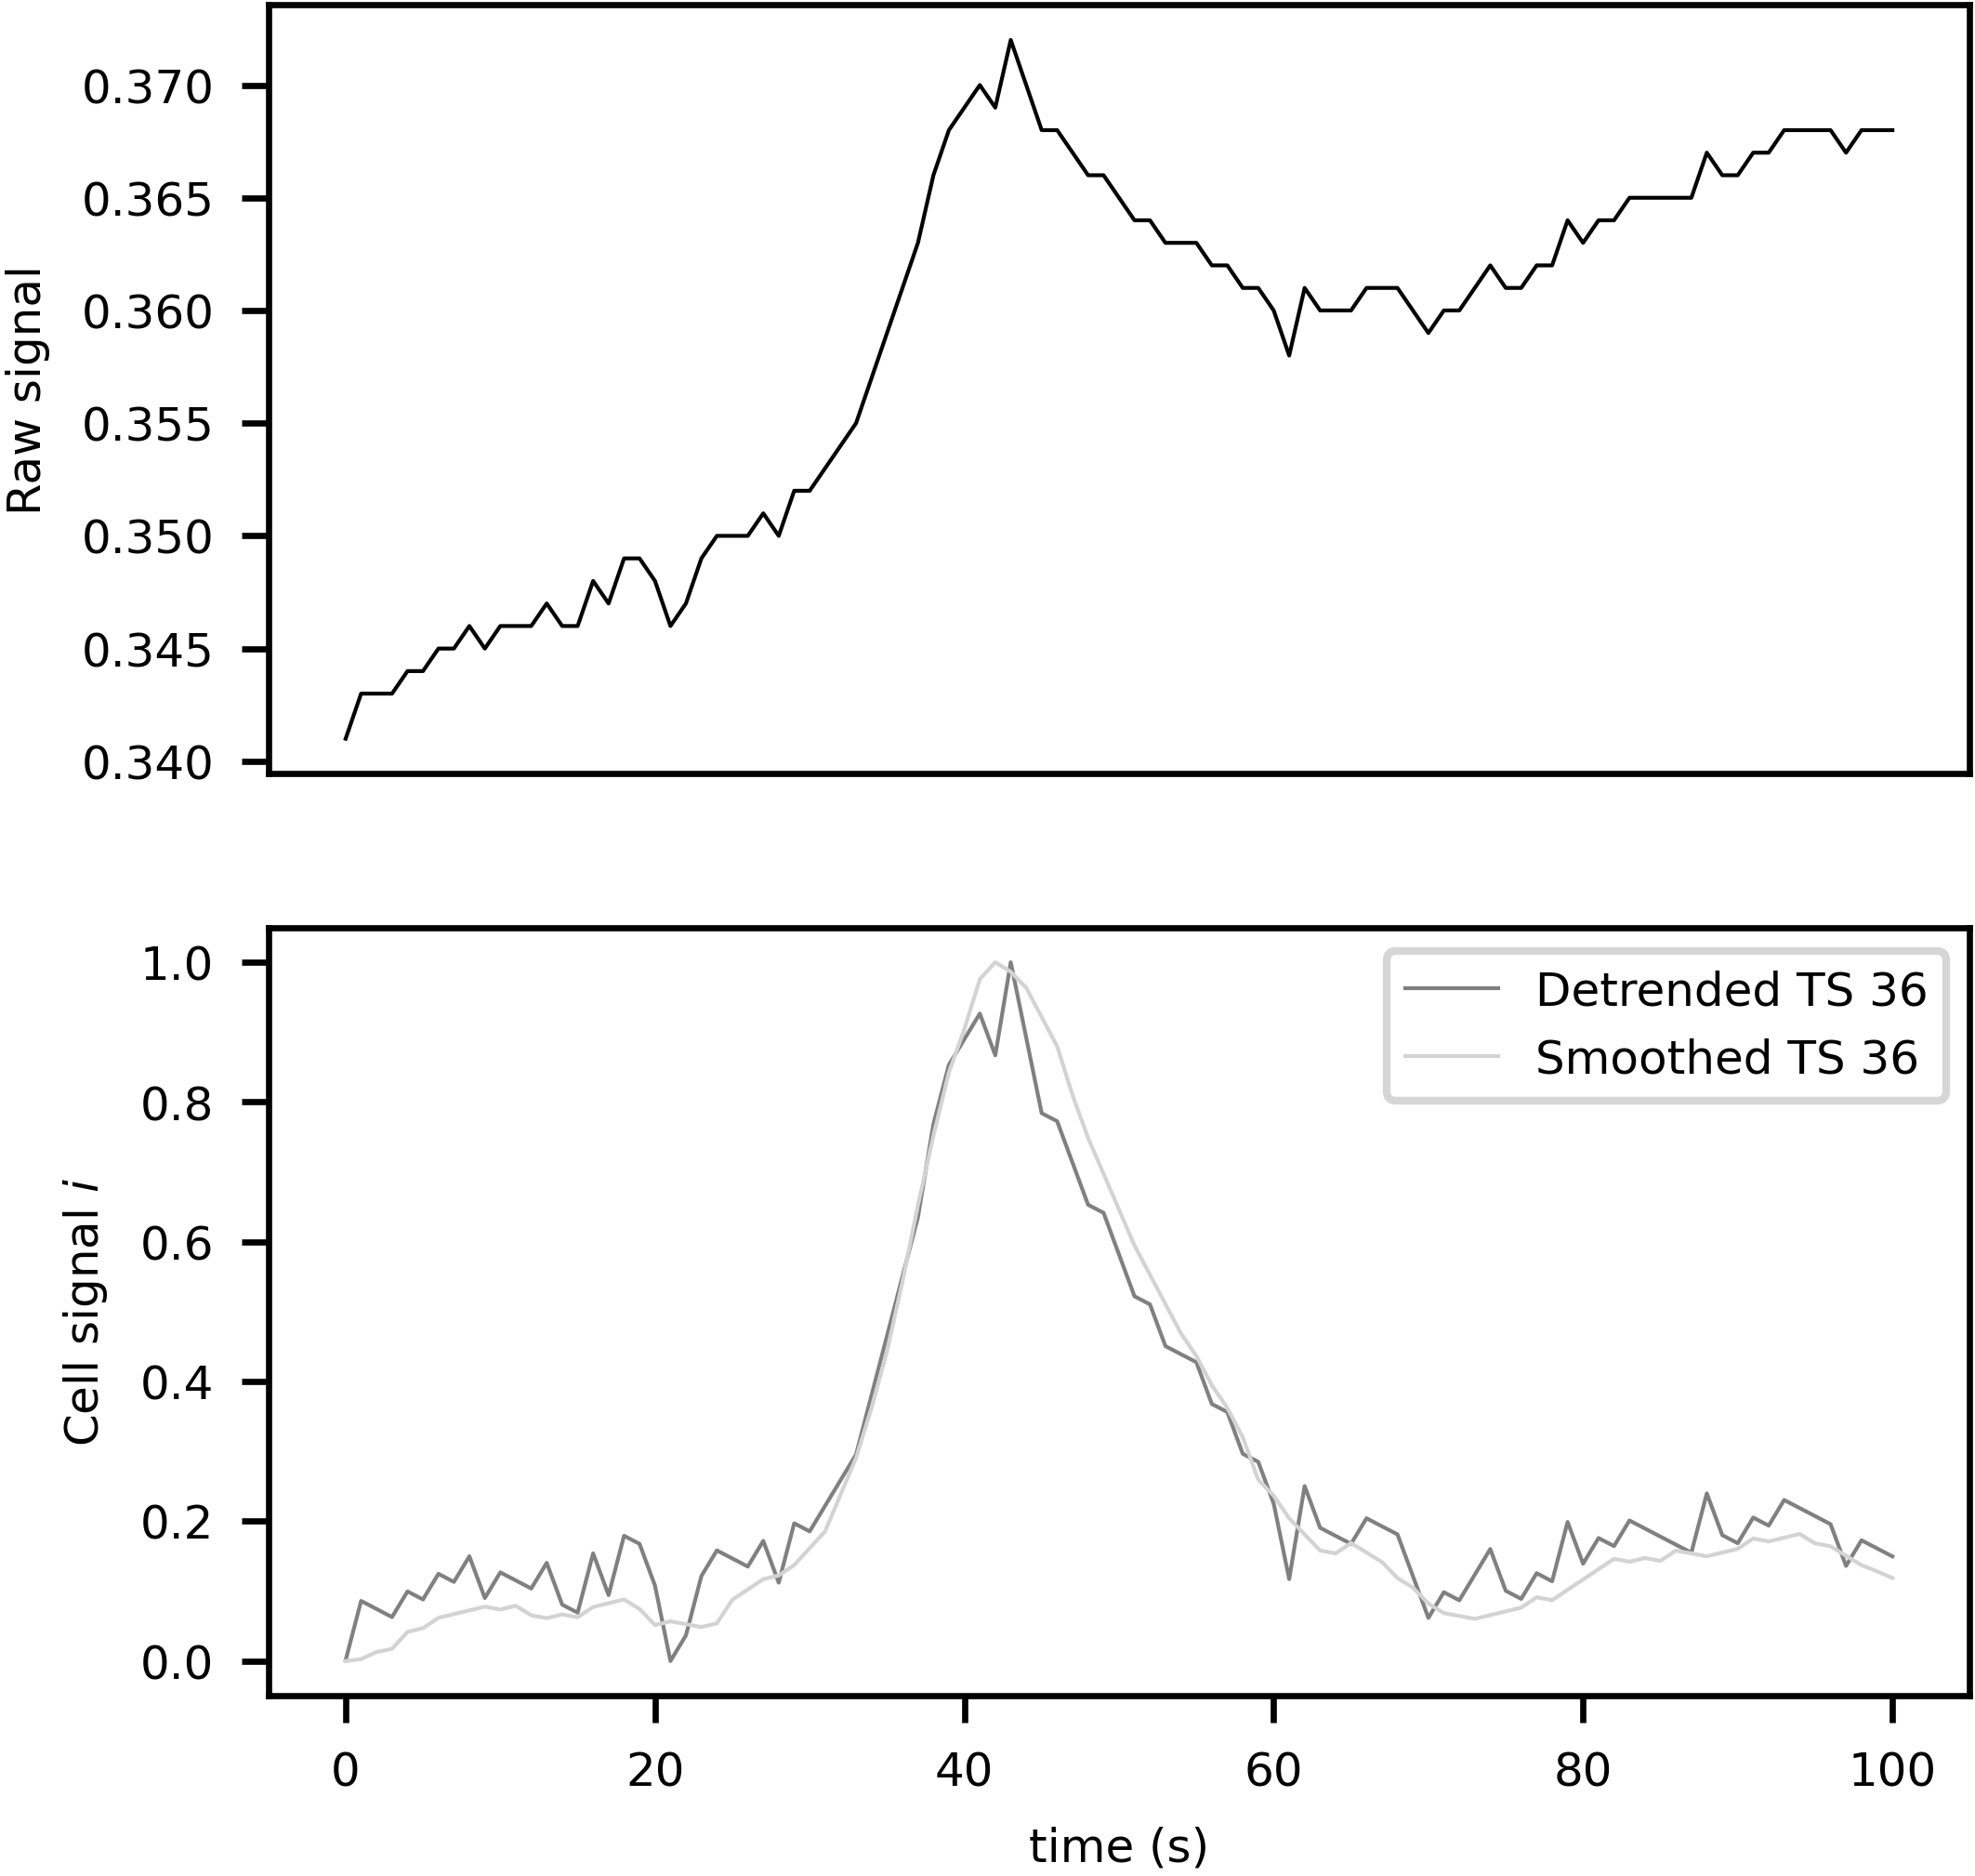 Raw signal
0.370
0.365
0.360
0.355
0.350
0.345
0.340
Cell signal i
1.0
0.8
0.6
0.4
0.2
0.0
Detrended TS 36
Smoothed TS 36
0 20 40 60 80 100
time (s)